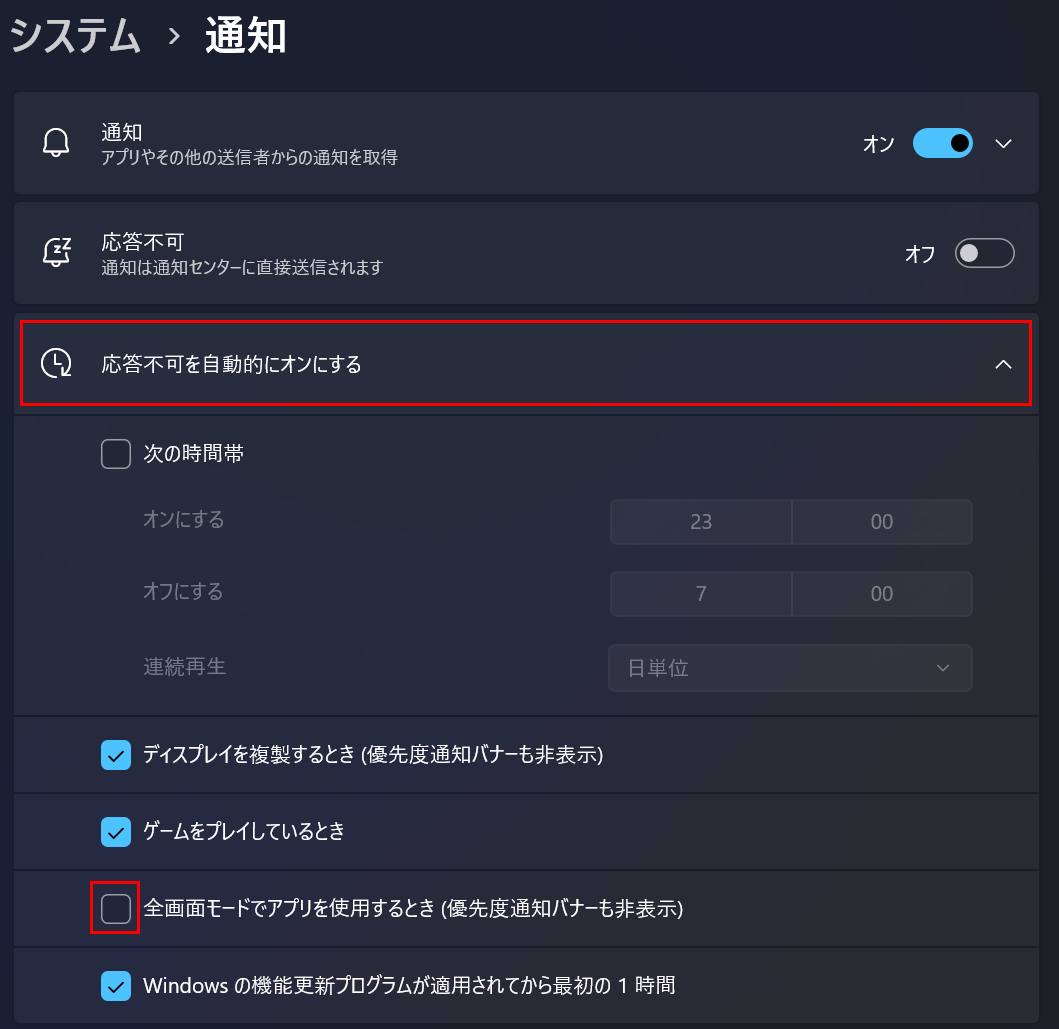 システム › 通知
通知
アプリやその他の送信者からの通知を取得
オン
応答不可
通知は通知センターに直接送信されます
オフ
応答不可を自動的にオンにする
次の時間帯
オンにする 23 00
オフにする 7 00
連続再生 日単位
ディスプレイを複製するとき (優先度通知バナーも非表示)
ゲームをプレイしているとき
全画面モードでアプリを使用するとき (優先度通知バナーも非表示)
Windows の機能更新プログラムが適用されてから最初の 1 時間